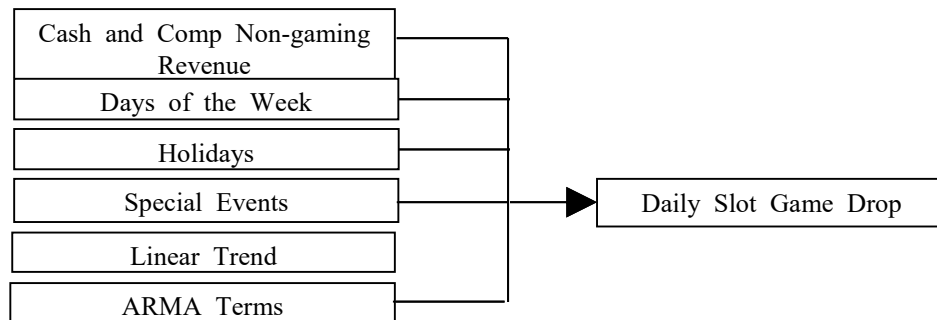 Cash and Comp Non-gaming
Revenue
Days of the Week
Holidays
Special Events
Daily Slot Game Drop
Linear Trend
ARMA Terms